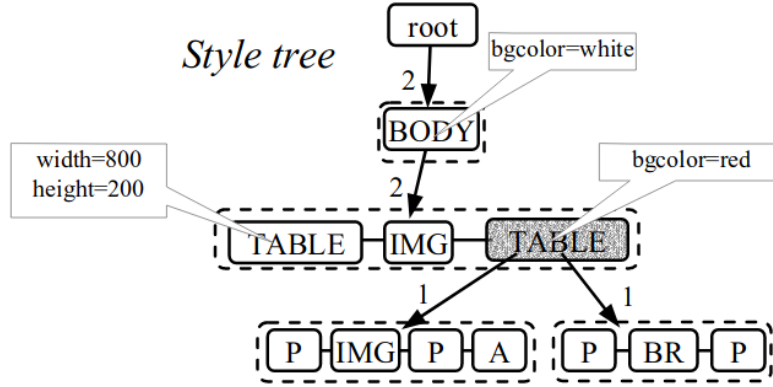 root
Style tree
bgcolor=white
2
BODY
width=800
height=200
bgcolor=red
2
TABLE IMG TABLE
1 1
P IMG P A P BR P